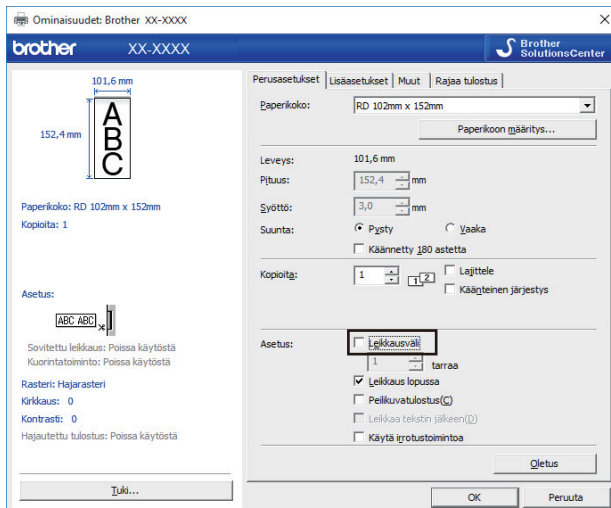 Ominaisuudet: Brother XX-XXXX
brother XX-XXXX Brother SolutionsCenter
101,6 mm
152,4 mm
ABC
Paperikoko: RD 102mm x 152mm
Kopioita: 1
Asetus:
ABC ABC
Sovitettu leikkaus: Poissa käytöstä
Kuorintatoiminto: Poissa käytöstä
Rasteri: Hajarasteri
Kirkkaus: 0
Kontrasti: 0
Hajautettu tulostus: Poissa käytöstä
Tuki...
Perusasetukset Lisäasetukset Muut Rajaa tulostus
Paperikoko: RD 102mm x 152mm
Paperikoon määritys...
Leveys: 101,6 mm
Pituus: 152,4 mm
Syöttö: 3,0 mm
Suunta: Pysty Vaaka
Käännetty 180 astetta
Kopioita: 1 1 2 Lajittele
Käänteinen järjestys
Asetus: Leikkausväli
1 tarraa
Leikkaus lopussa
Peilikuvatulostus(C)
Leikkaa tekstin jälkeen(D)
Käytä irrotustoimintoa
Oletus
OK Peruuta